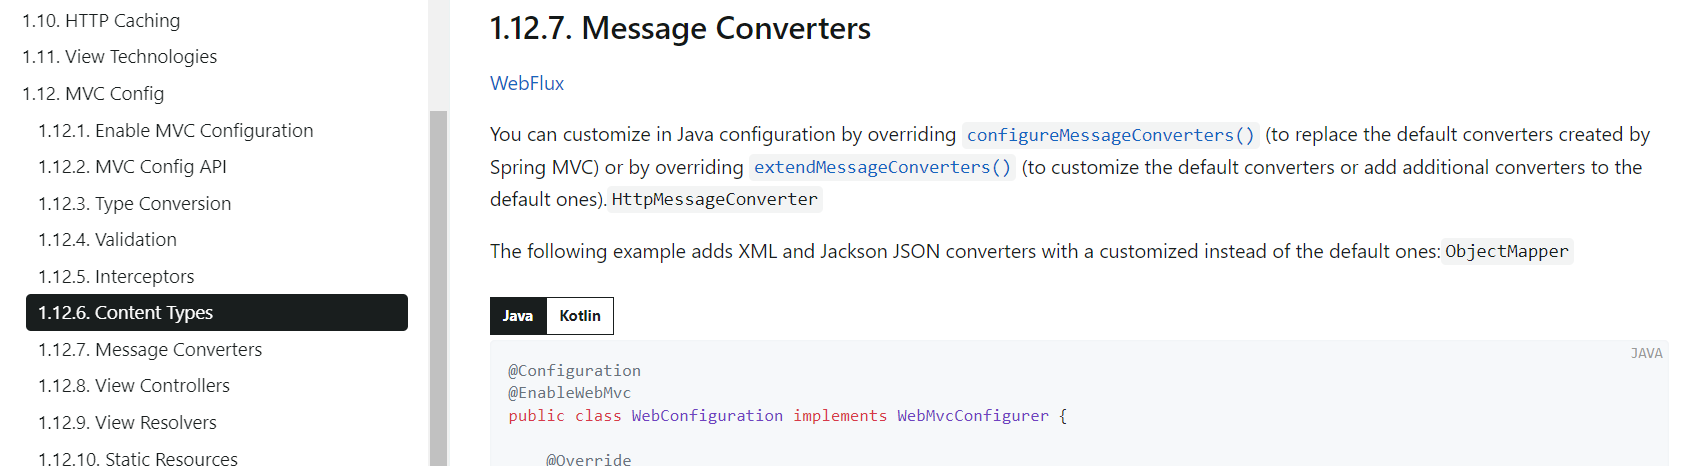 1.10. HTTP Caching
1.11. View Technologies
1.12. MVC Config
1.12.1. Enable MVC Configuration
1.12.2. MVC Config API
1.12.3. Type Conversion
1.12.4. Validation
1.12.5. Interceptors
1.12.6. Content Types
1.12.7. Message Converters
1.12.8. View Controllers
1.12.9. View Resolvers
1.12.10. Static Resources
1.12.7. Message Converters
WebFlux
You can customize in Java configuration by overriding configureMessageConverters() (to replace the default converters created by
Spring MVC) or by overriding extendMessageConverters() (to customize the default converters or add additional converters to the
default ones). HttpMessageConverter
The following example adds XML and Jackson JSON converters with a customized instead of the default ones: ObjectMapper
Java Kotlin
JAVA
@Configuration
@EnableWebMvc
public class WebConfiguration implements WebMvcConfigurer {
@Override